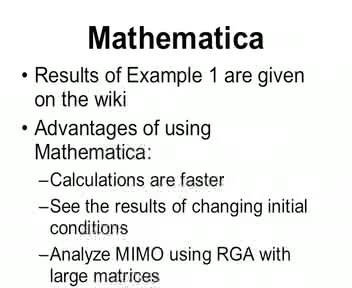 Mathematica
• Results of Example 1 are given
on the wiki
• Advantages of using
Mathematica:
–Calculations are faster
–See the results of changing initial
conditions
–Analyze MIMO using RGA with
large matrices